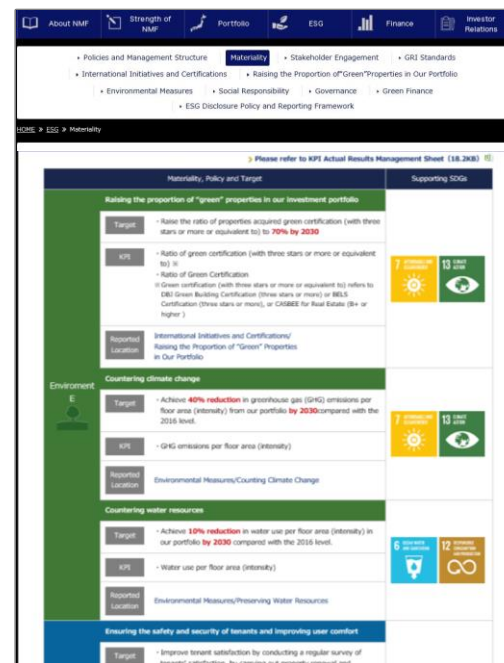 About NMF
Strength of
NMF
Portfolio
ESG
Finance
Investor
Relations
Policies and Management Structure
Materiality
Stakeholder Engagement
GRI Standards
International Initiatives and Certifications
Raising the Proportion of"Green"Properties in Our Portfolio
Environmental Measures
Social Responsibility
Governance
Green Finance
ESG Disclosure Policy and Reporting Framework
HOME » ESG » Materiality
Please refer to KPI Actual Results Management Sheet (18.2KB)
Materiality, Policy and Target
Supporting SDGs
Enviroment
E
Raising the proportion of "green" properties in our investment portfolio
Target
・Raise the ratio of properties acquired green certification (with three
stars or more or equivalent to) to 70% by 2030
KPI
・Ratio of green certification (with three stars or more or equivalent
to) ※
・Ratio of Green Certification
※Green certification (with three stars or more or equivalent to) refers to
DBJ Green Building Certification (three stars or more) or BELS
Certification (three stars or more), or CASBEE for Real Estate (B+ or
higher )
Reported
Location
International Initiatives and Certifications/
Raising the Proportion of "Green" Properties
in Our Portfolio
7
13 CLIMATE
ACTION
Countering climate change
Target
・Achieve 40% reduction in greenhouse gas (GHG) emissions per
floor area (intensity) from our portfolio by 2030compared with the
2016 level.
KPI
・GHG emissions per floor area (intensity)
Reported
Location
Environmental Measures/Counting Climate Change
7
13 CLIMATE
ACTION
Countering water resources
Target
・Achieve 10% reduction in water use per floor area (intensity) in
our portfolio by 2030 compared with the 2016 level.
KPI
・Water use per floor area (intensity)
Reported
Location
Environmental Measures/Preserving Water Resources
6 CLEAN WATER
AND SANITATION
12
Ensuring the safety and security of tenants and improving user comfort
Target
・Improve tenant satisfaction by conducting a regular survey of